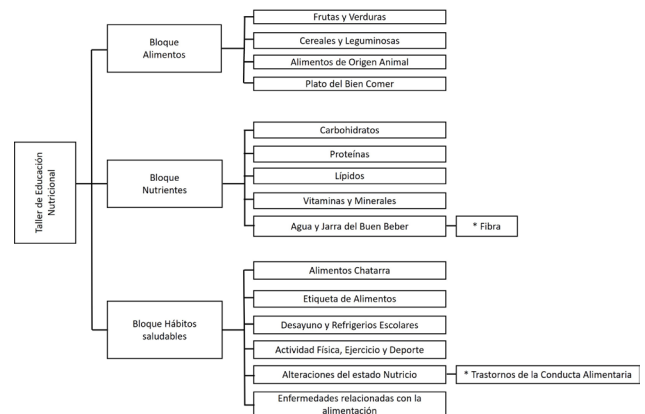 Taller de Educación
Nutricional
Bloque
Alimentos
Frutas y Verduras
Cereales y Leguminosas
Alimentos de Origen Animal
Plato del Bien Comer
Bloque
Nutrientes
Carbohidratos
Proteínas
Lípidos
Vitaminas y Minerales
Agua y Jarra del Buen Beber
* Fibra
Bloque Hábitos
saludables
Alimentos Chatarra
Etiqueta de Alimentos
Desayuno y Refrigerios Escolares
Actividad Física, Ejercicio y Deporte
Alteraciones del estado Nutricio
* Trastornos de la Conducta Alimentaria
Enfermedades relacionadas con la
alimentación